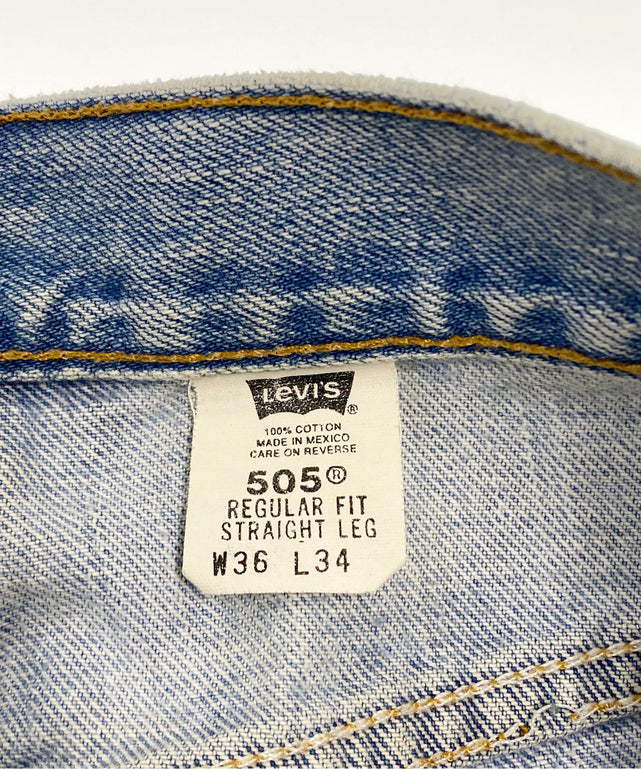 Levi's®
100% COTTON
MADE IN MEXICO
CARE ON REVERSE
505®
REGULAR FIT
STRAIGHT LEG
W36 L34